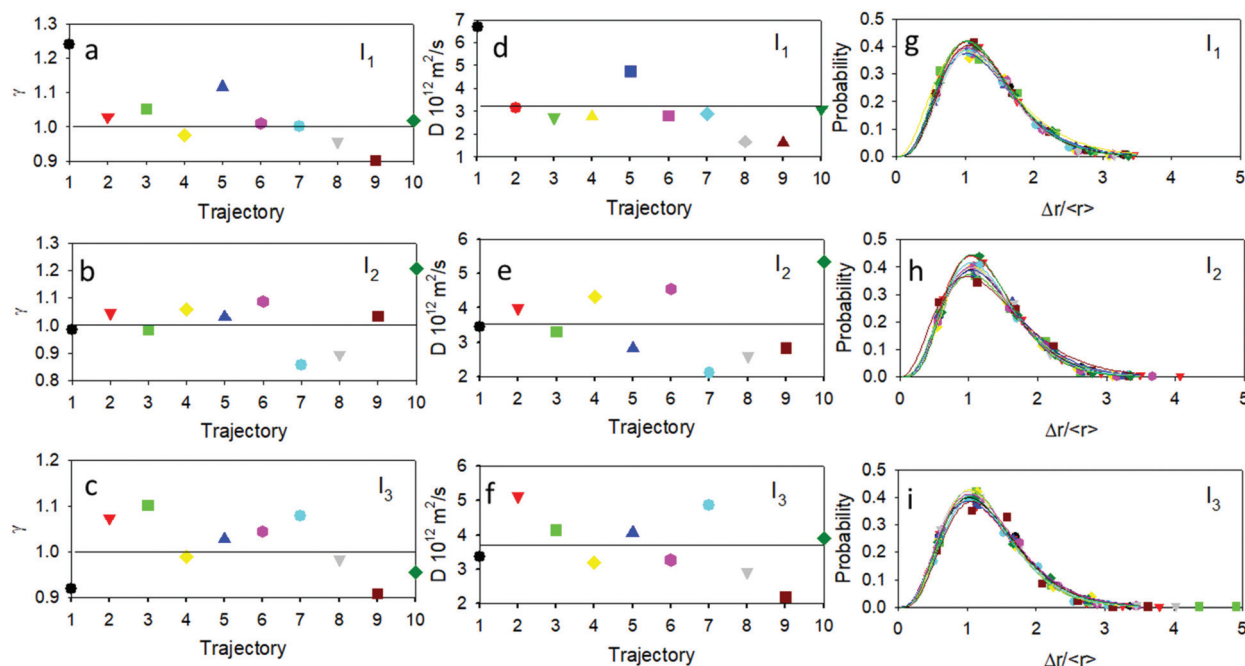 a
I1
γ
1.3
1.2
1.1
1.0
0.9
1 2 3 4 5 6 7 8 9 10
Trajectory
d
I1
D 10^12 m^2/s
7
6
5
4
3
2
1
1 2 3 4 5 6 7 8 9 10
Trajectory
g
I1
Probability
0.5
0.4
0.3
0.2
0.1
0.0
0 1 2 3 4 5
Δr/<r>
b
I2
γ
1.3
1.2
1.1
1.0
0.9
0.8
1 2 3 4 5 6 7 8 9 10
Trajectory
e
I2
D 10^12 m^2/s
6
5
4
3
2
1 2 3 4 5 6 7 8 9 10
Trajectory
h
I2
Probability
0.5
0.4
0.3
0.2
0.1
0.0
0 1 2 3 4 5
Δr/<r>
c
I3
γ
1.2
1.1
1.0
0.9
1 2 3 4 5 6 7 8 9 10
Trajectory
f
I3
D 10^12 m^2/s
6
5
4
3
2
1 2 3 4 5 6 7 8 9 10
Trajectory
i
I3
Probability
0.5
0.4
0.3
0.2
0.1
0.0
0 1 2 3 4 5
Δr/<r>